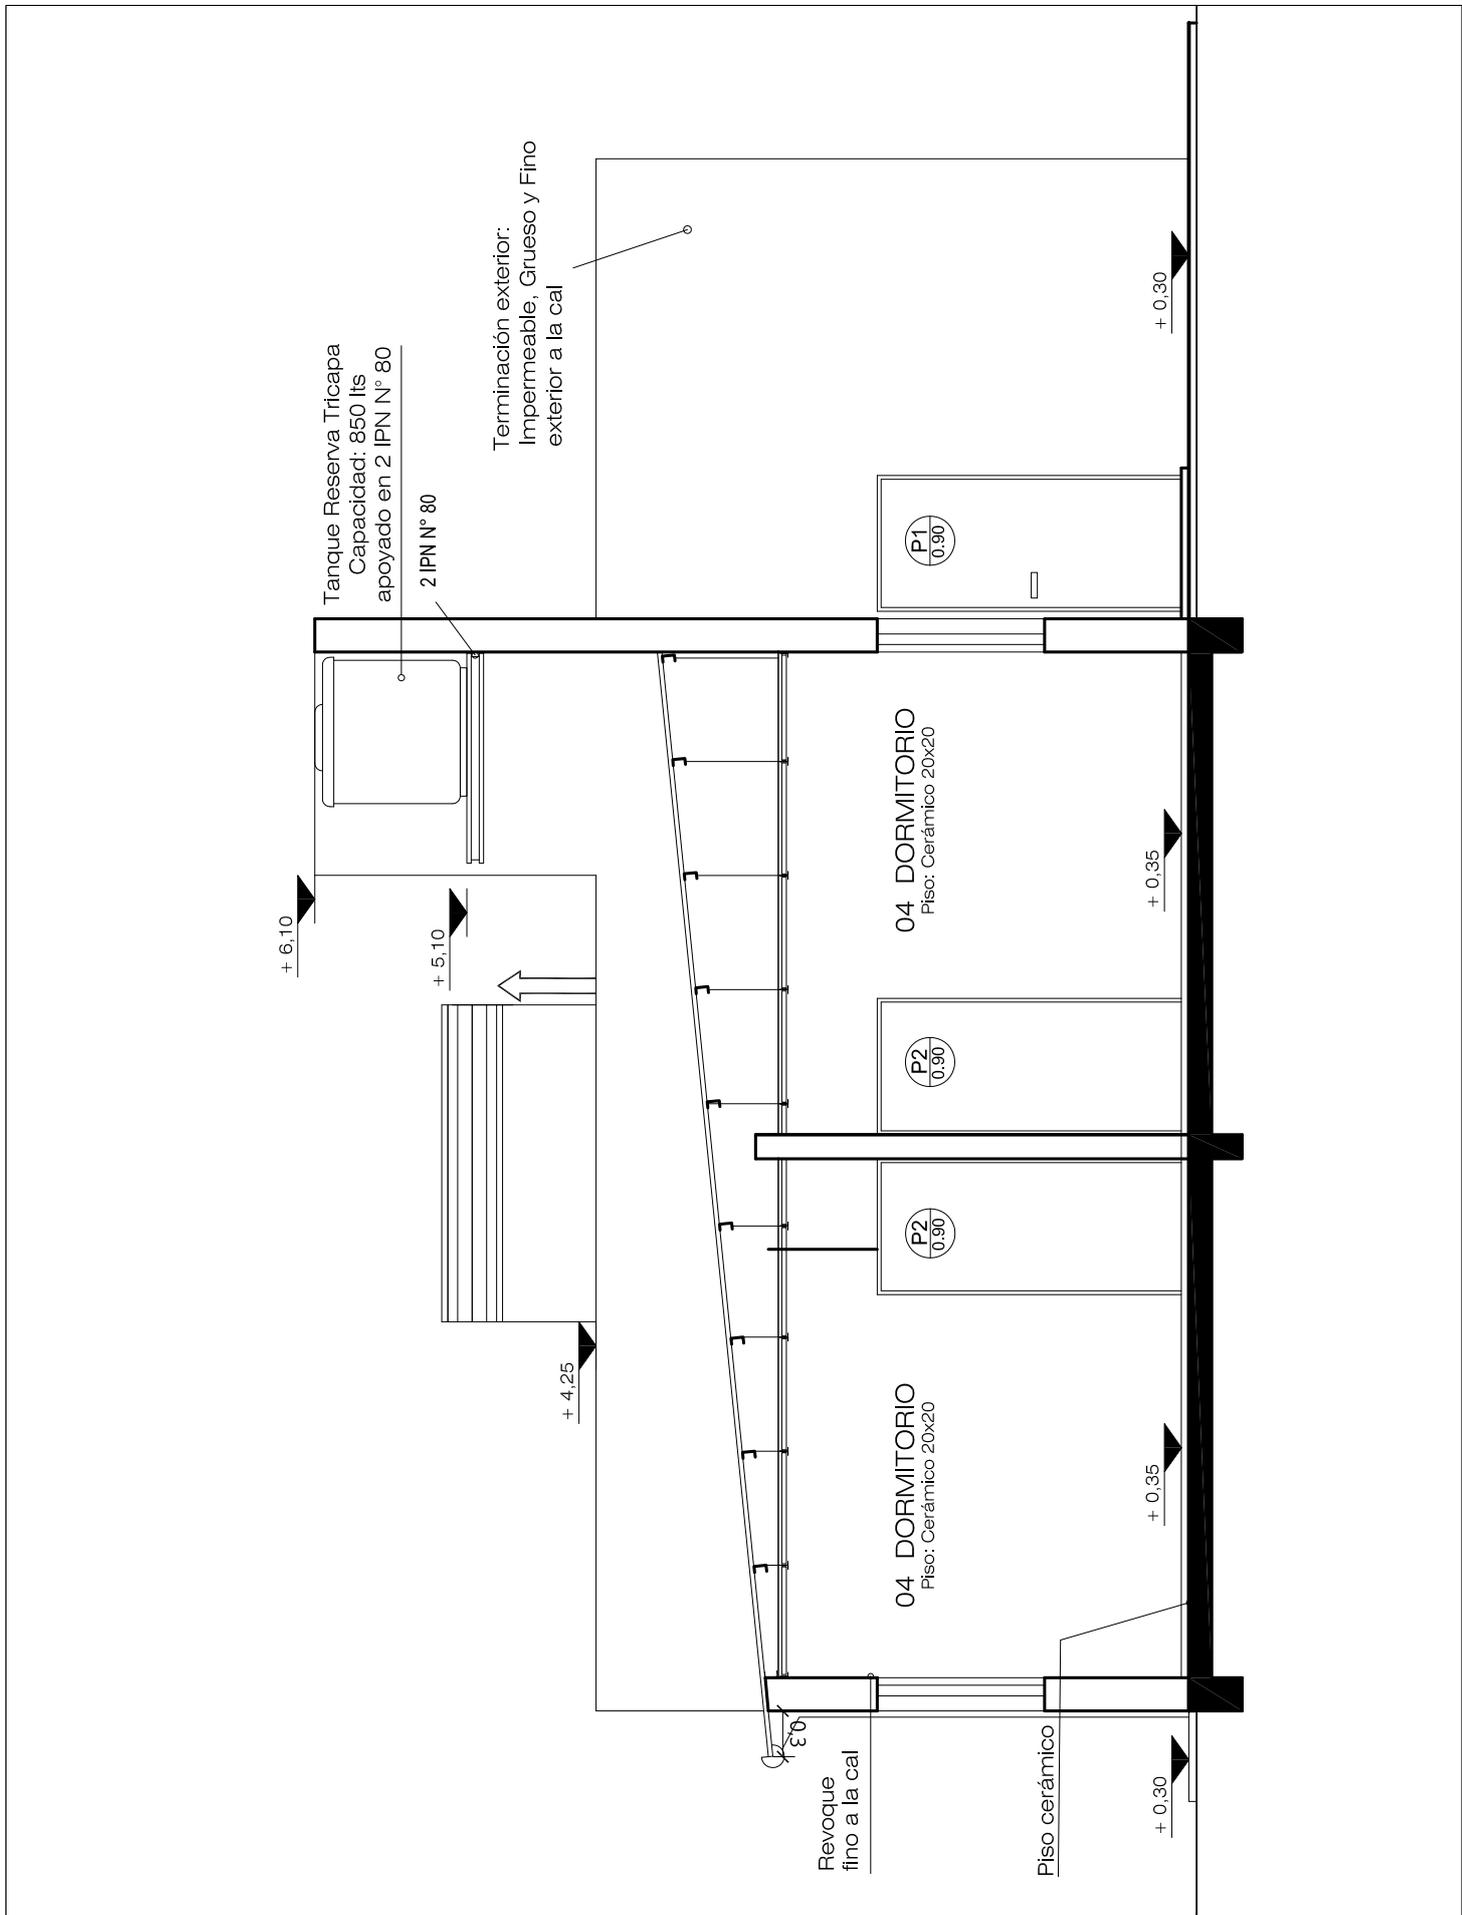 Tanque Reserva Tricapa
Capacidad: 850 lts
apoyado en 2 IPN N° 80
2 IPN N° 80
Terminación exterior:
Impermeable, Grueso y Fino
exterior a la cal
+ 6,10
+ 5,10
+ 4,25
04 DORMITORIO
Piso: Cerámico 20x20
04 DORMITORIO
Piso: Cerámico 20x20
P2
0.90
P2
0.90
P1
0.90
0,3
Revoque
fino a la cal
Piso cerámico
+ 0,30
+ 0,35
+ 0,35
+ 0,30